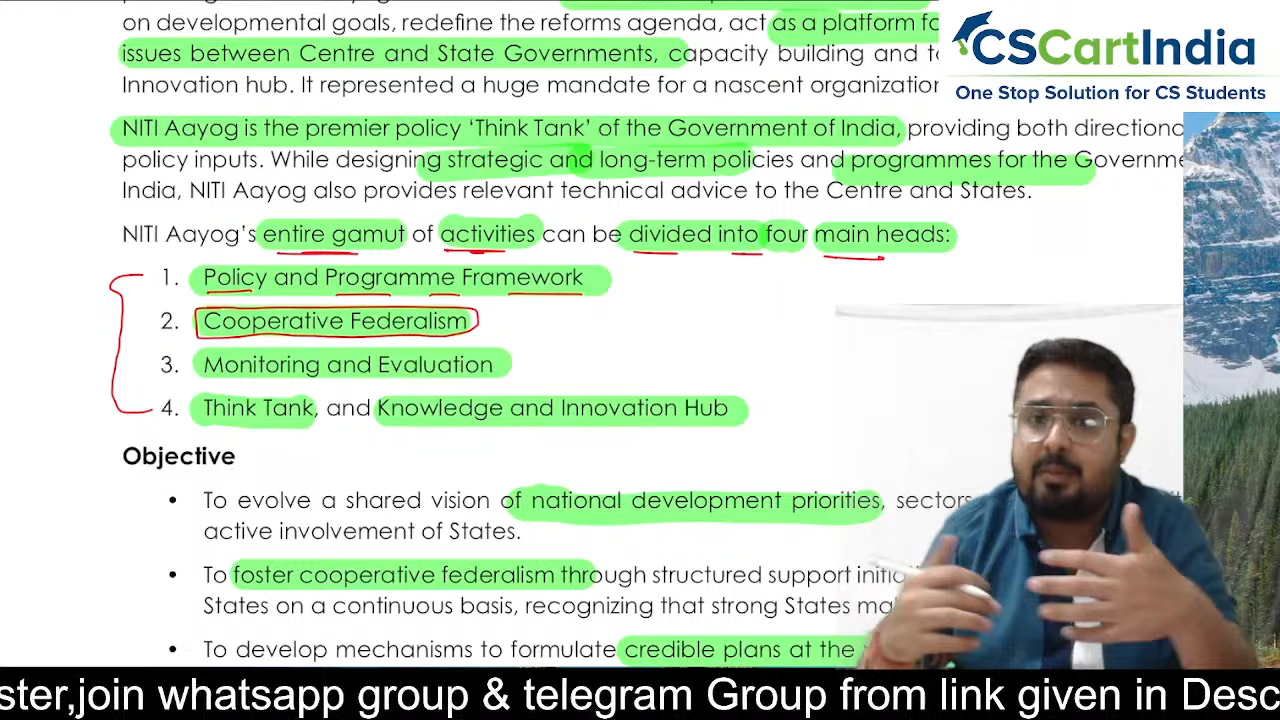 on developmental goals, redefine the reforms agenda, act as a platform
issues between Centre and State Governments, capacity building and
Innovation hub. It represented a huge mandate for a nascent organization
CSCartIndia
One Stop Solution for CS Students
NITI Aayog is the premier policy ‘Think Tank’ of the Government of India, providing both
policy inputs. While designing strategic and long-term policies and programmes for the
India, NITI Aayog also provides relevant technical advice to the Centre and States.
NITI Aayog’s entire gamut of activities can be divided into four main heads:
1. Policy and Programme Framework
2. Cooperative Federalism
3. Monitoring and Evaluation
4. Think Tank, and Knowledge and Innovation Hub
Objective
• To evolve a shared vision of national development priorities, sectors
active involvement of States.
• To foster cooperative federalism through structured support
States on a continuous basis, recognizing that strong States
• To develop mechanisms to formulate credible plans at the
ster,join whatsapp group & telegram Group from link given in Desc